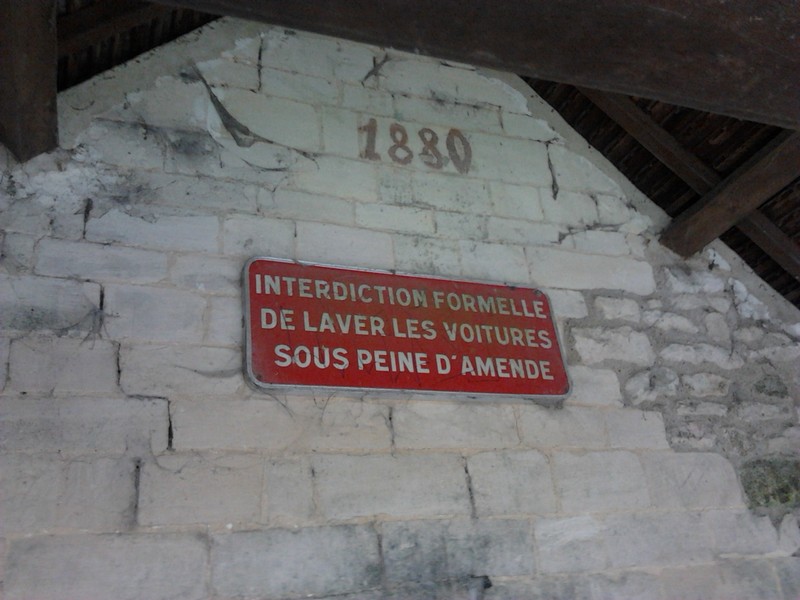 1880
INTERDICTION FORMELLE
DE LAVER LES VOITURES
SOUS PEINE D'AMENDE